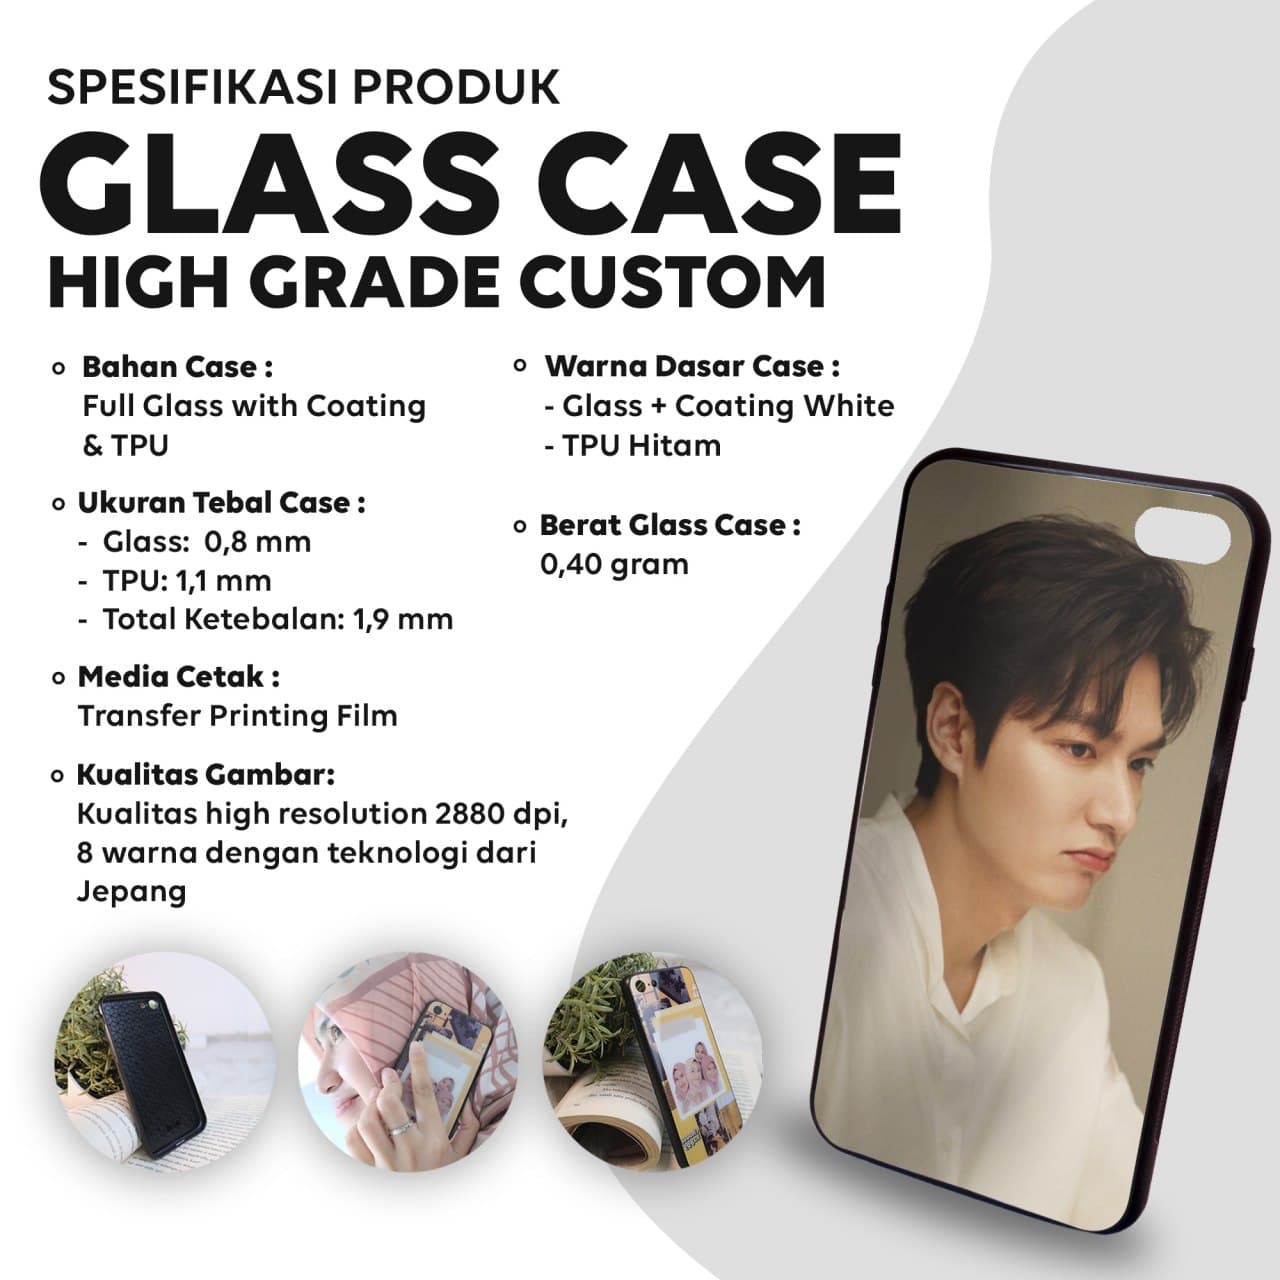 SPESIFIKASI PRODUK
GLASS CASE
HIGH GRADE CUSTOM
Bahan Case :
Full Glass with Coating
& TPU
Ukuran Tebal Case :
- Glass: 0,8 mm
- TPU: 1,1 mm
- Total Ketebalan: 1,9 mm
Media Cetak :
Transfer Printing Film
Kualitas Gambar:
Kualitas high resolution 2880 dpi,
8 warna dengan teknologi dari
Jepang
Warna Dasar Case :
- Glass + Coating White
- TPU Hitam
Berat Glass Case :
0,40 gram